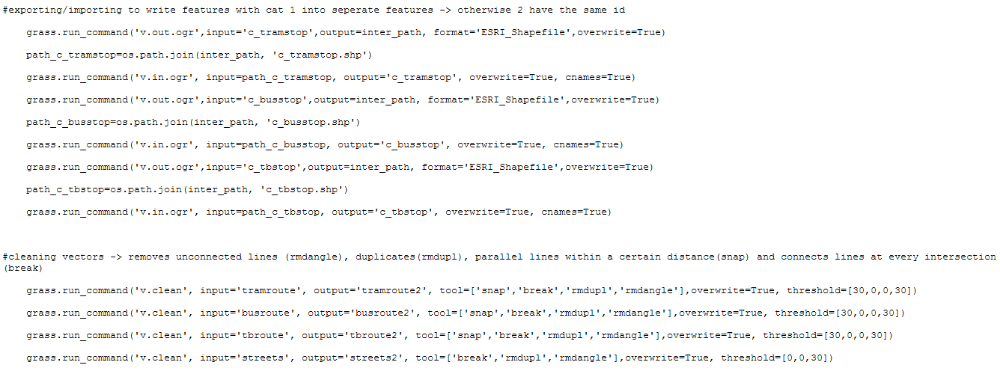 #exporting/importing to write features with cat 1 into seperate features -> otherwise 2 have the same id
grass.run_command('v.out.ogr',input='c_tramstop',output=inter_path, format='ESRI_Shapefile',overwrite=True)
path_c_tramstop=os.path.join(inter_path, 'c_tramstop.shp')
grass.run_command('v.in.ogr', input=path_c_tramstop, output='c_tramstop', overwrite=True, cnames=True)
grass.run_command('v.out.ogr',input='c_busstop',output=inter_path, format='ESRI_Shapefile',overwrite=True)
path_c_busstop=os.path.join(inter_path, 'c_busstop.shp')
grass.run_command('v.in.ogr', input=path_c_busstop, output='c_busstop', overwrite=True, cnames=True)
grass.run_command('v.out.ogr',input='c_tbstop',output=inter_path, format='ESRI_Shapefile',overwrite=True)
path_c_tbstop=os.path.join(inter_path, 'c_tbstop.shp')
grass.run_command('v.in.ogr', input=path_c_tbstop, output='c_tbstop', overwrite=True, cnames=True)
#cleaning vectors -> removes unconnected lines (rmdangle), duplicates(rmdupl), parallel lines within a certain distance(snap) and connects lines at every intersection
(break)
grass.run_command('v.clean', input='tramroute', output='tramroute2', tool=['snap','break','rmdupl','rmdangle'],overwrite=True, threshold=[30,0,0,30])
grass.run_command('v.clean', input='busroute', output='busroute2', tool=['snap','break','rmdupl','rmdangle'],overwrite=True, threshold=[30,0,0,30])
grass.run_command('v.clean', input='tbroute', output='tbroute2', tool=['snap','break','rmdupl','rmdangle'],overwrite=True, threshold=[30,0,0,30])
grass.run_command('v.clean', input='streets', output='streets2', tool=['break','rmdupl','rmdangle'],overwrite=True, threshold=[0,0,30])